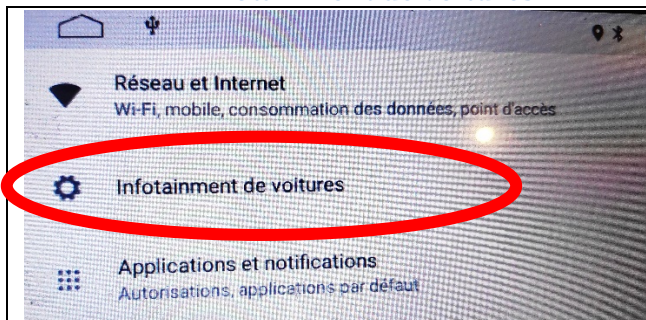 Réseau et Internet
Wi-Fi, mobile, consommation des données, point d'accès
Infotainment de voitures
Applications et notifications
Autorisations, applications par défaut